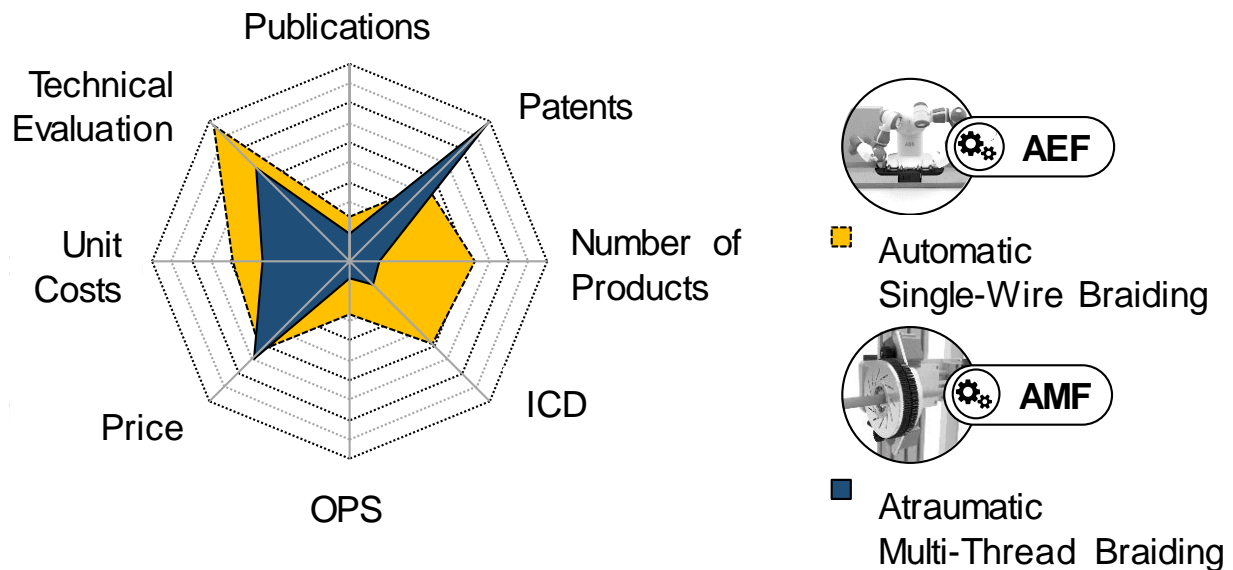 Publications
Technical
Evaluation
Patents
Unit
Costs
Number of
Products
Price
ICD
OPS
AEF
Automatic
Single-Wire Braiding
AMF
Atraumatic
Multi-Thread Braiding